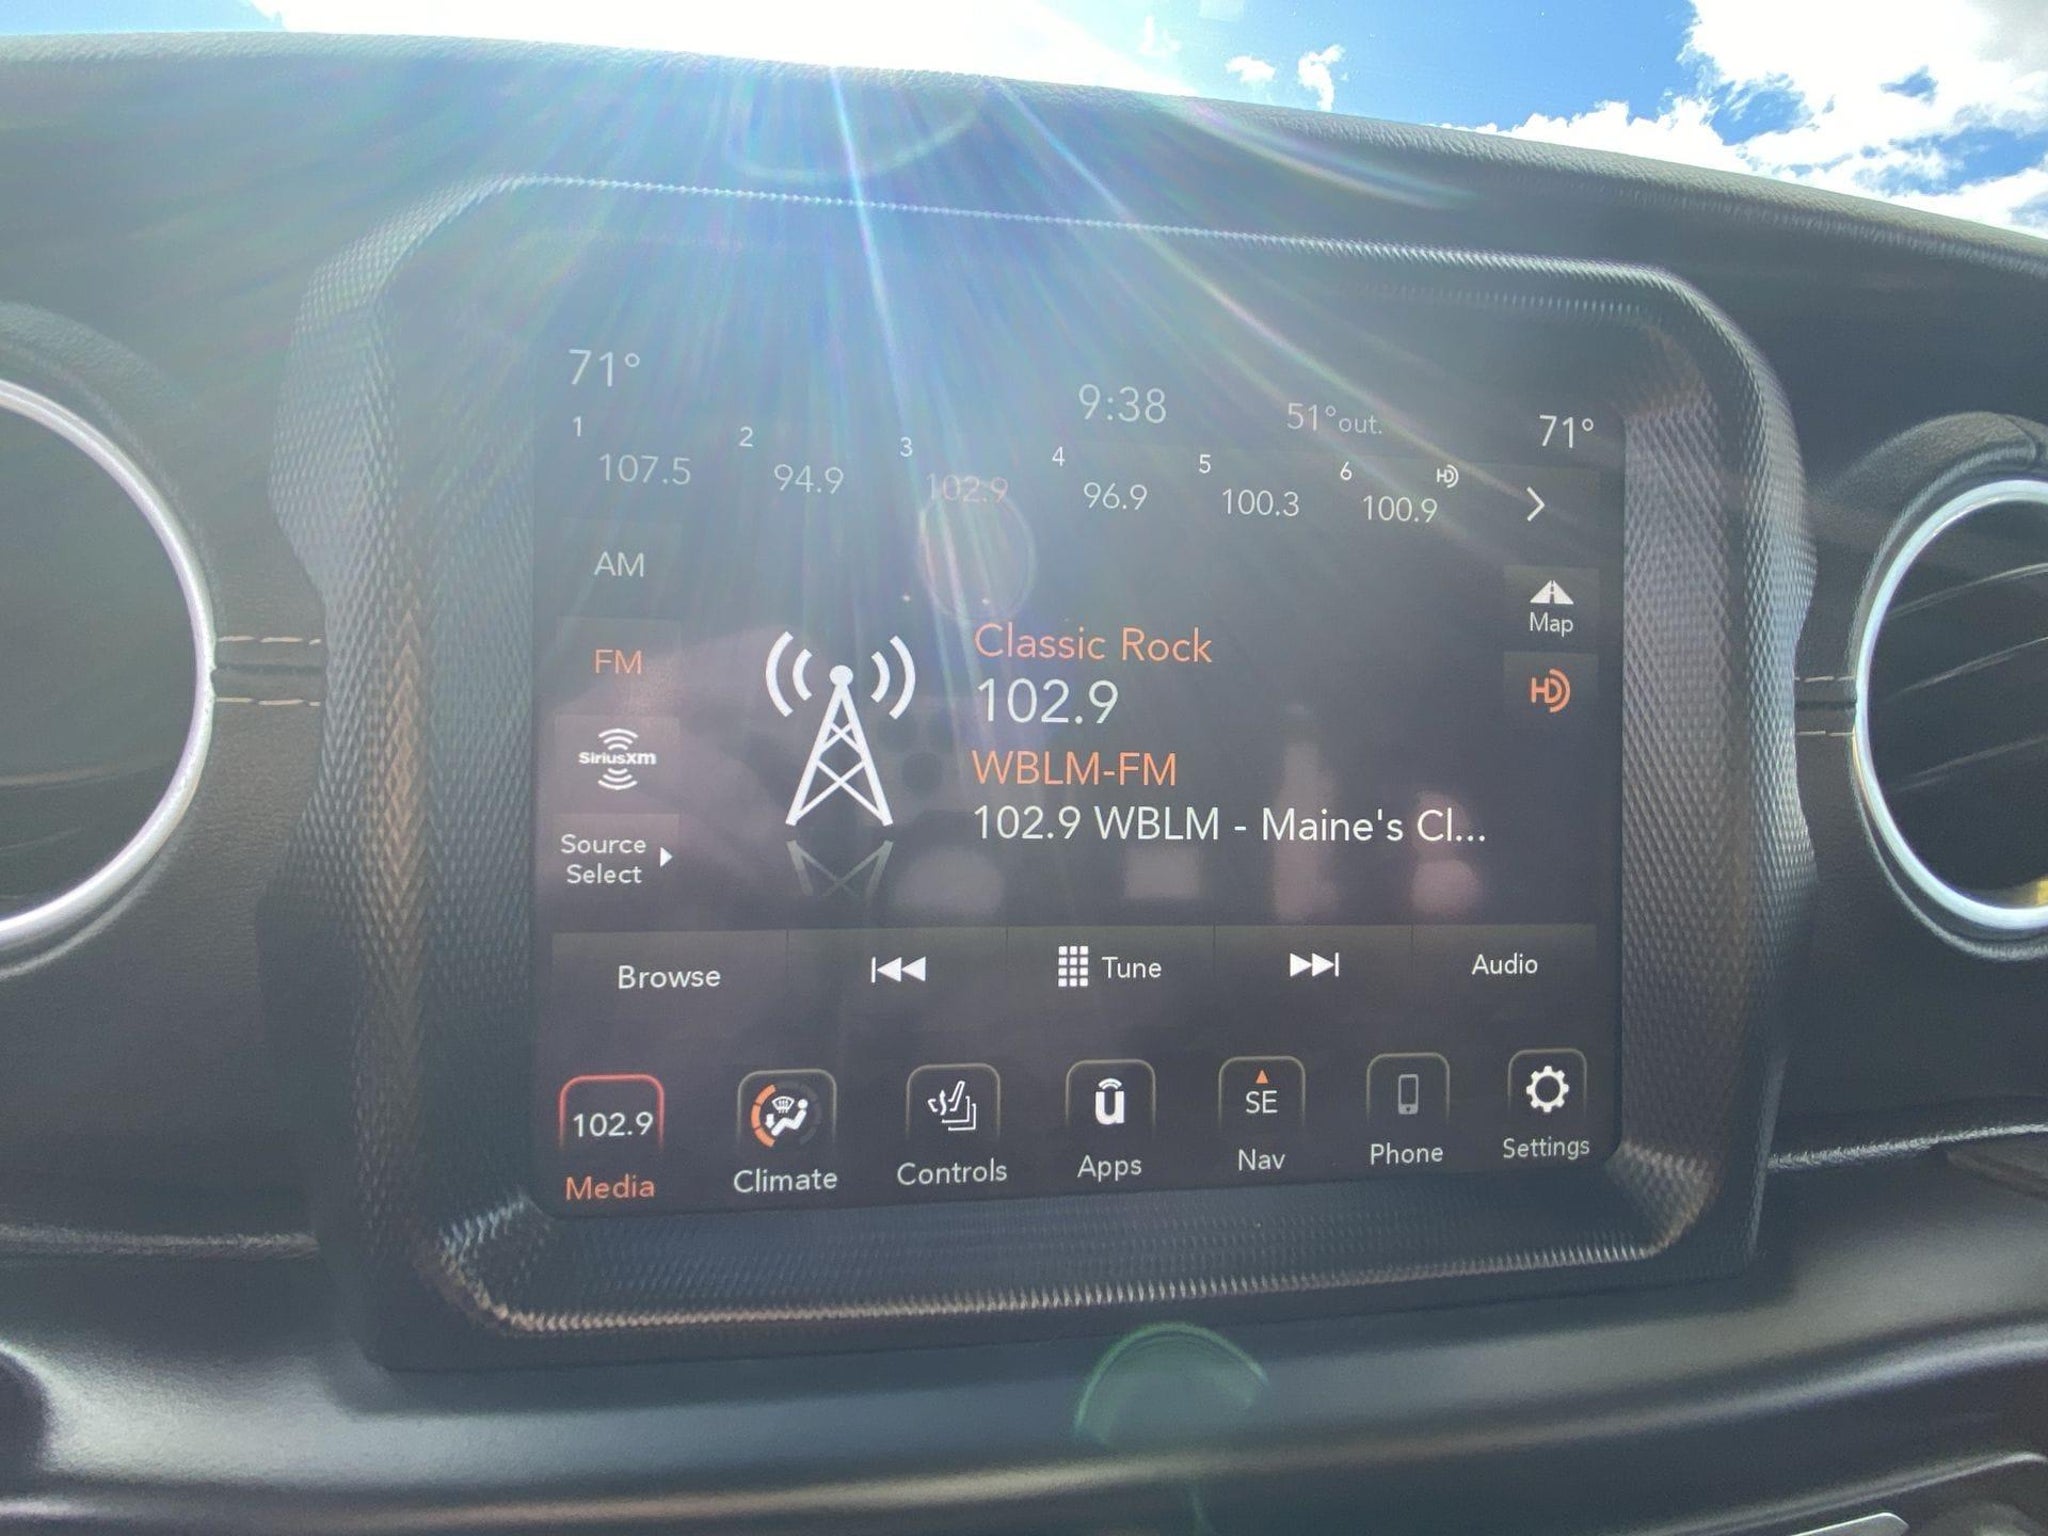 71° 9:38 51°out. 71°
1 2 3 4 5 6 HD
107.5 94.9 102.9 96.9 100.3 100.9
AM
Map
FM
HD
Classic Rock
102.9
SiriusXM
WBLM-FM
102.9 WBLM - Maine's Cl...
Source
Select
Browse Tune Audio
102.9 u SE
Media Climate Controls Apps Nav Phone Settings